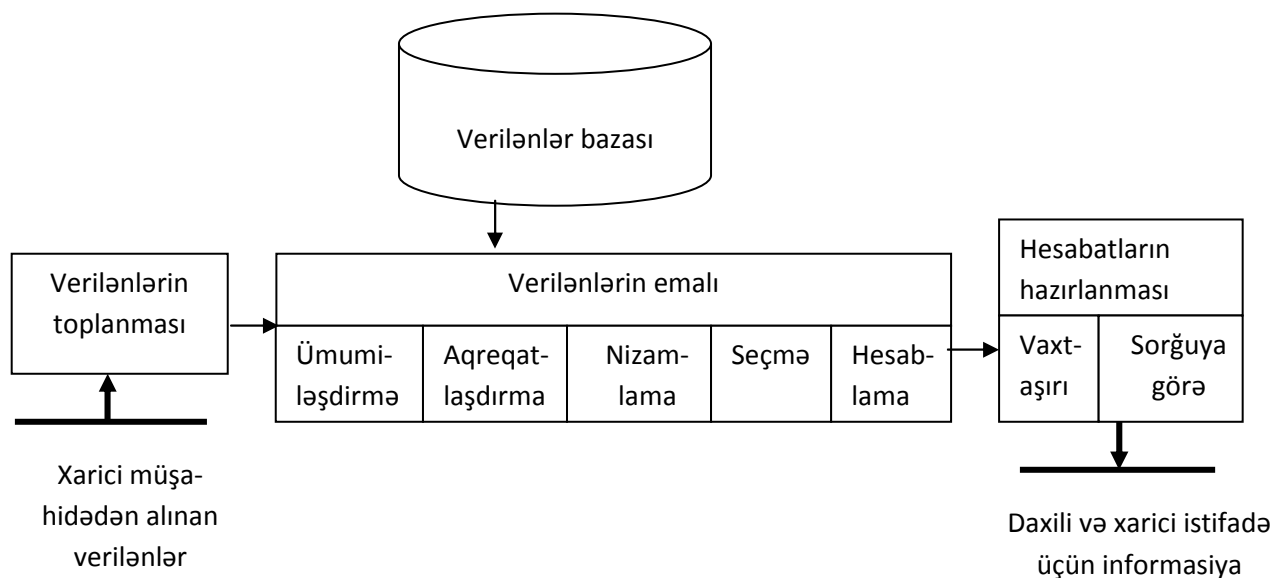 Verilənlər bazası
Verilənlərin
toplanması
Verilənlərin emalı
Ümumi-
ləşdirmə
Aqreqat-
laşdırma
Nizam-
lama
Seçmə
Hesab-
lama
Hesabatların
hazırlanması
Vaxt-
aşırı
Sorğuya
görə
Xarici müşa-
hidədən alınan
verilənlər
Daxili və xarici istifadə
üçün informasiya